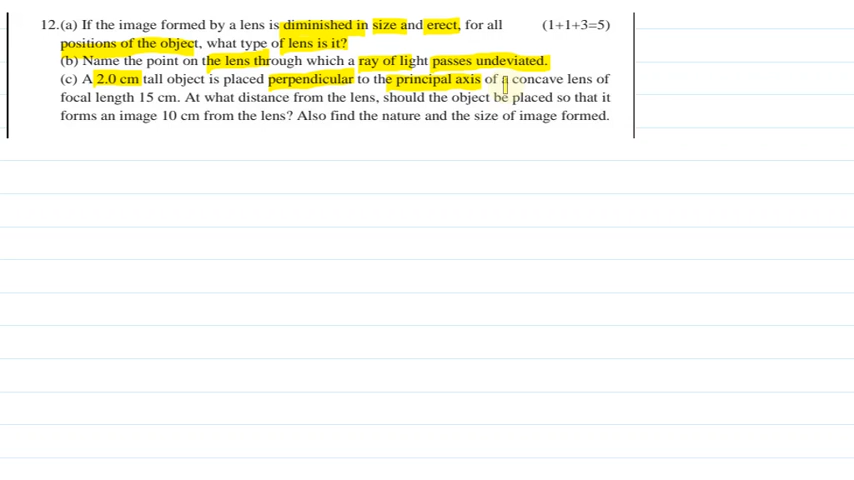 12.(a) If the image formed by a lens is diminished in size and erect, for all (1+1+3=5)
positions of the object, what type of lens is it?
(b) Name the point on the lens through which a ray of light passes undeviated.
(c) A 2.0 cm tall object is placed perpendicular to the principal axis of a concave lens of
focal length 15 cm. At what distance from the lens, should the object be placed so that it
forms an image 10 cm from the lens? Also find the nature and the size of image formed.